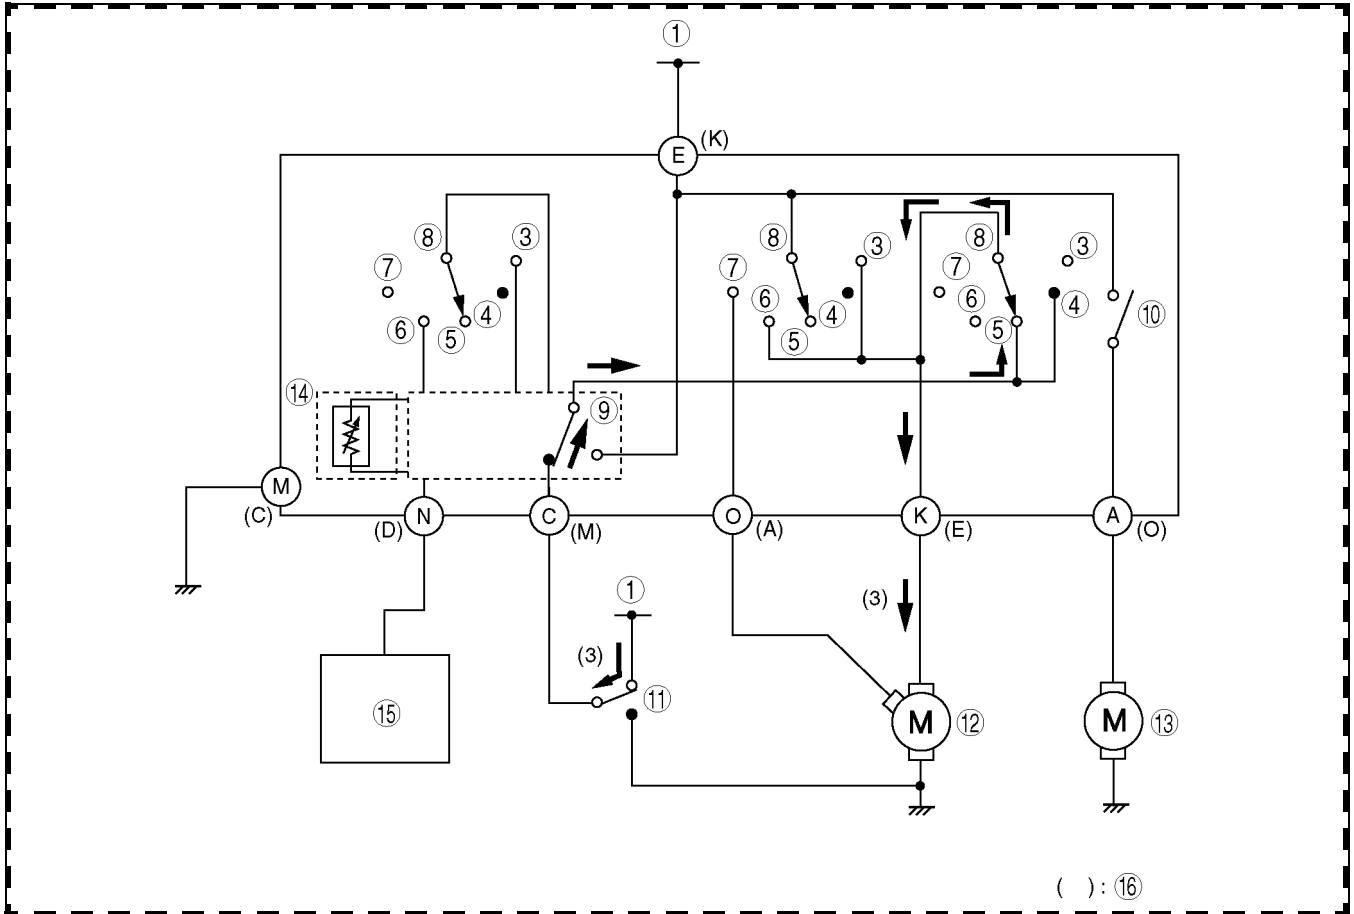 ①
E (K)
⑧ ③
⑦
④
⑥ ⑤
⑧ ③
⑦
⑥ ④
⑤
⑧ ③
⑦
⑥ ④
⑤
⑩
⑭ ⑨
M
(C)
(D) N
C (M)
O (A)
K (E)
A (O)
①
(3)
(3)
⑪
⑮
M ⑫
M ⑬
( ) : ⑯